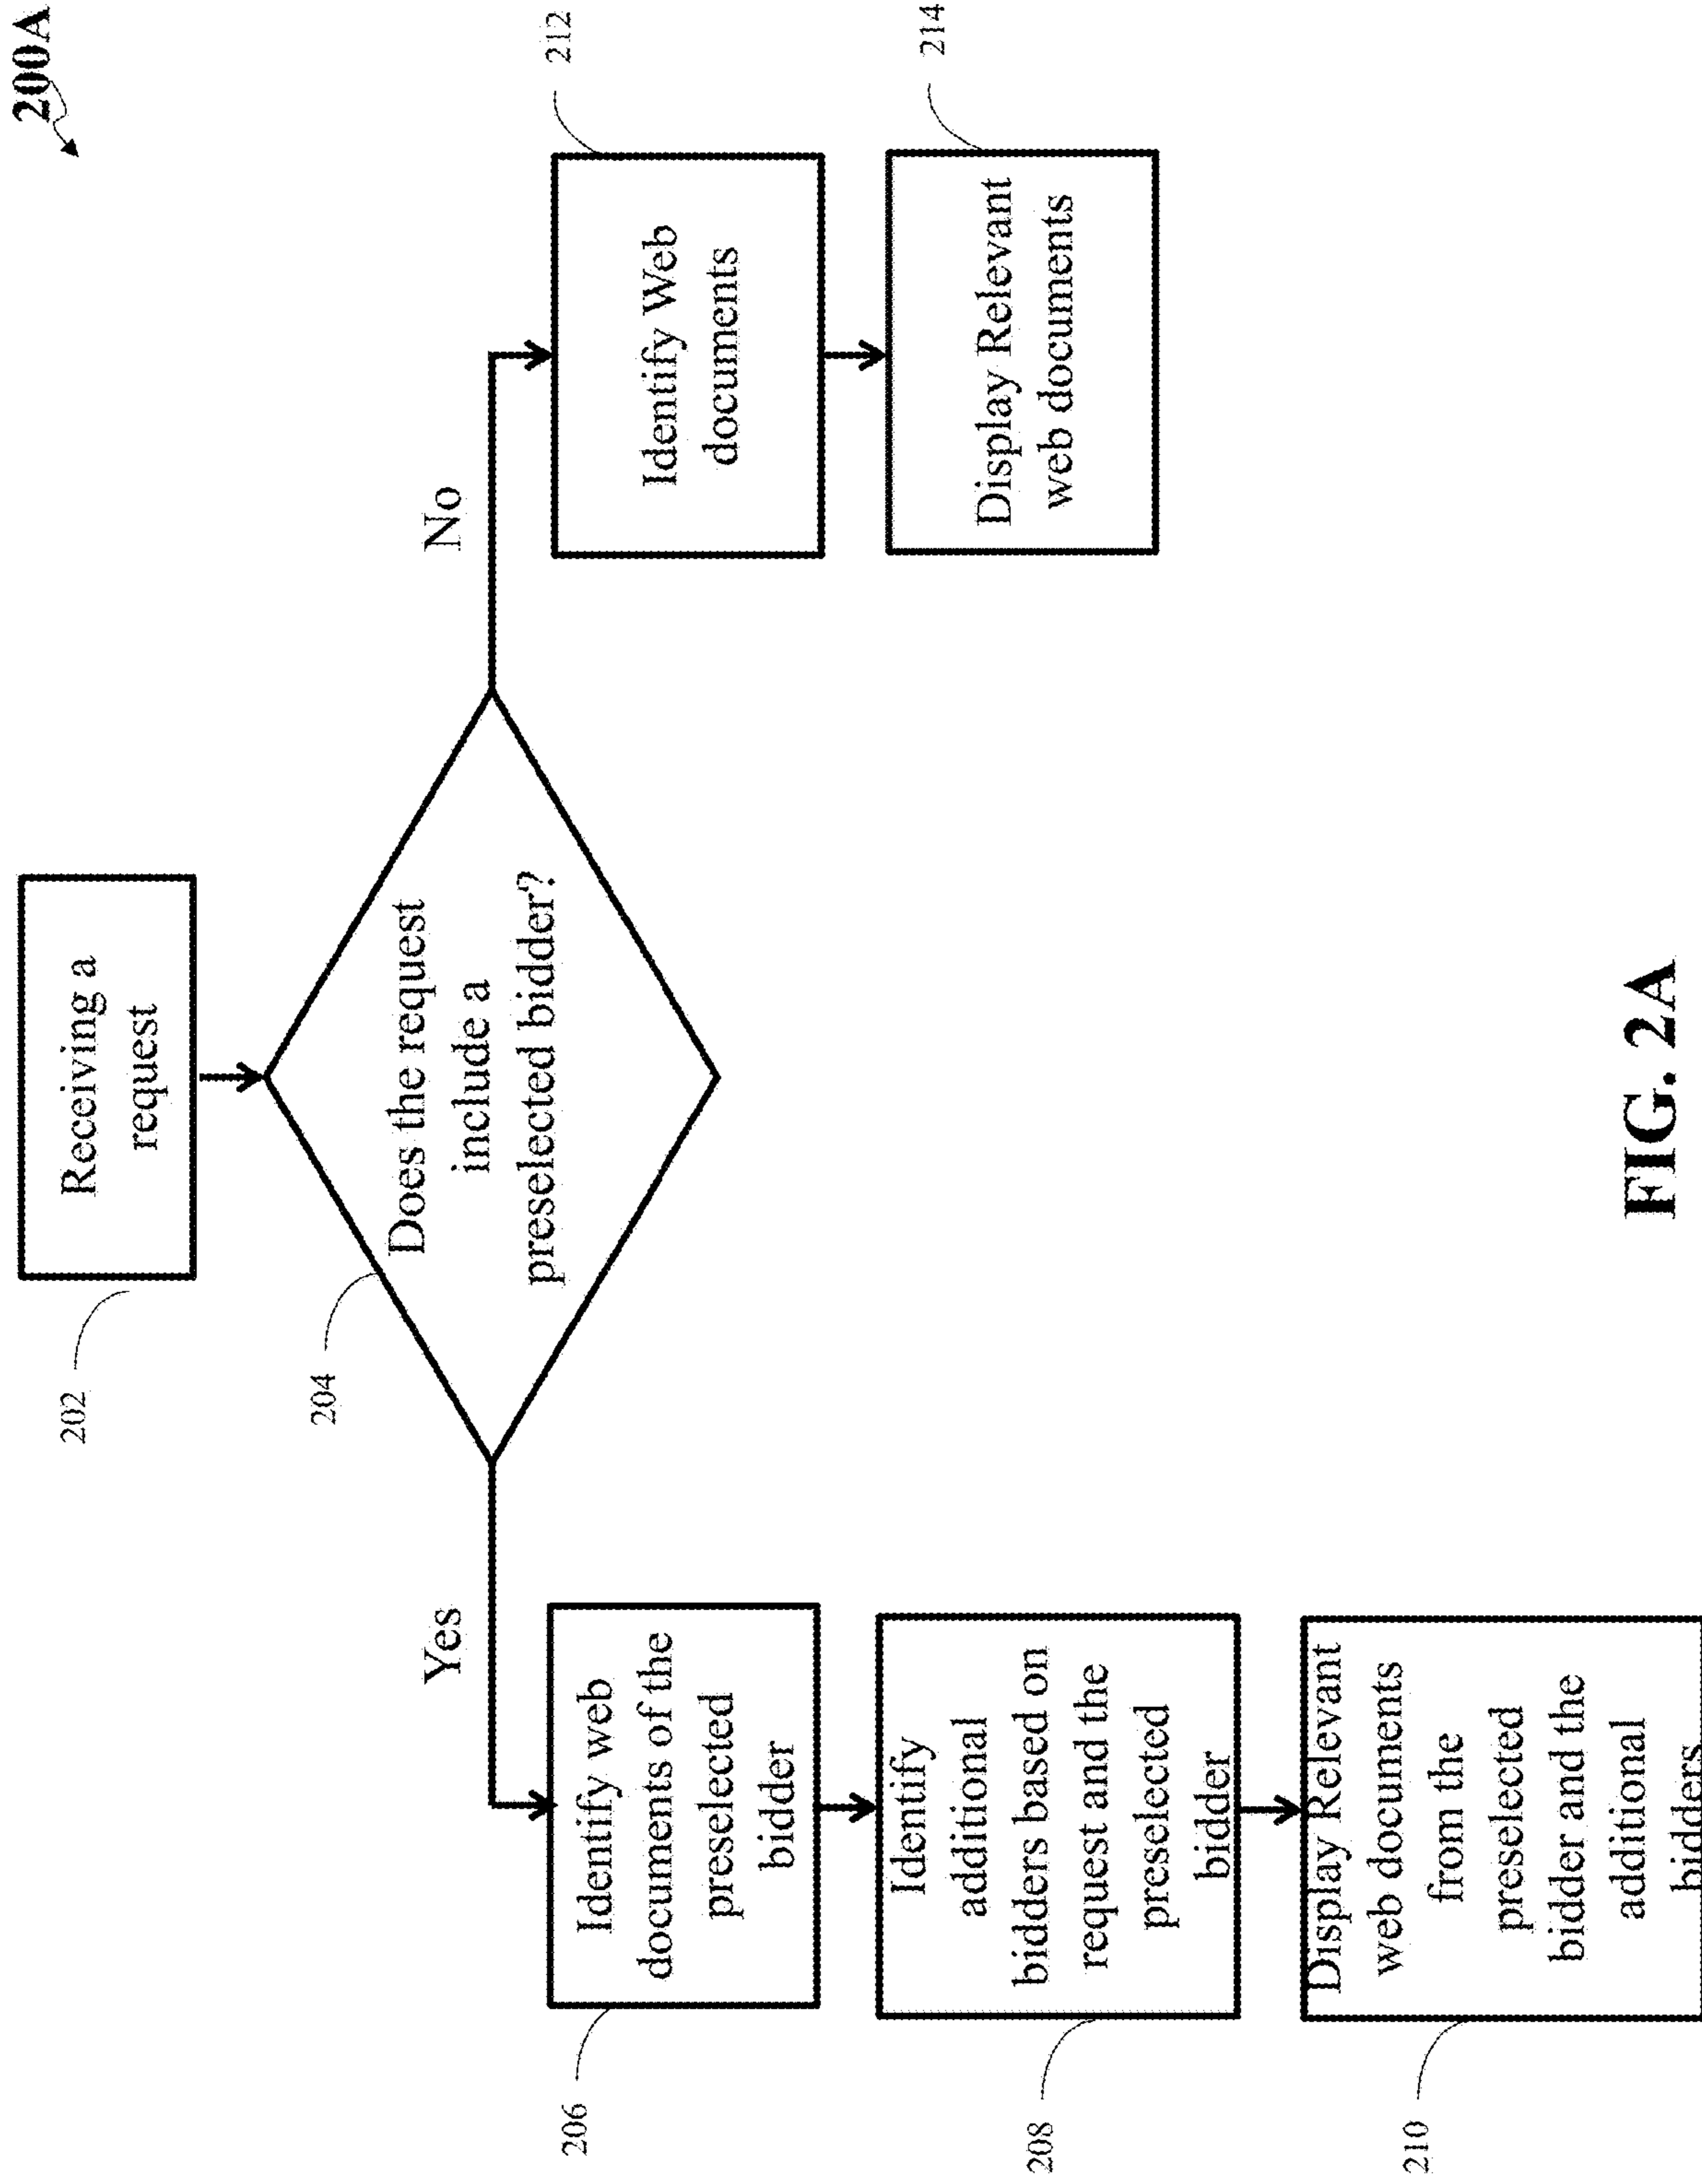 200A
Receiving a
request
202
204
Does the request
include a
preselected bidder?
Yes
No
Identify web
documents of the
preselected
bidder
206
Identify
additional
bidders based on
request and the
preselected
bidder
208
Display Relevant
web documents
from the
preselected
bidder and the
additional
bidders
210
212
Identify Web
documents
214
Display Relevant
web documents
FIG. 2A